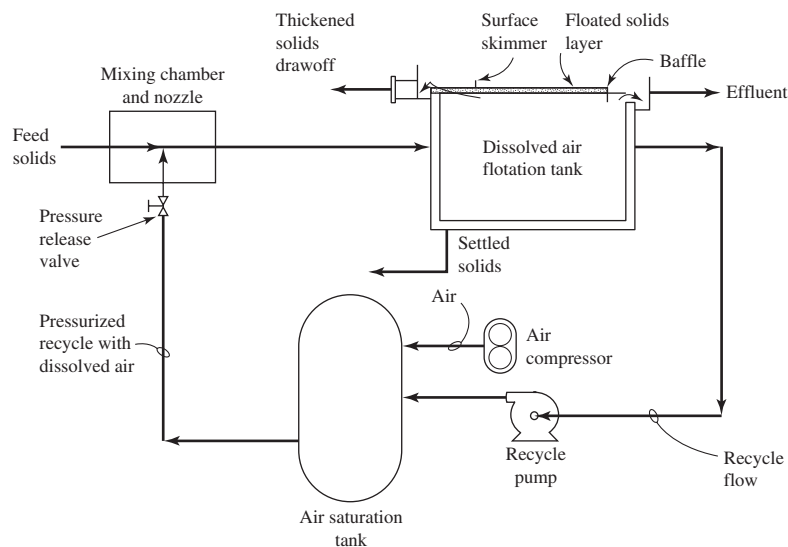 Thickened
solids
drawoff
Surface
skimmer
Floated solids
layer
Baffle
Effluent
Mixing chamber
and nozzle
Feed
solids
Dissolved air
flotation tank
Pressure
release
valve
Settled
solids
Air
Air
compressor
Pressurized
recycle with
dissolved air
Recycle
pump
Recycle
flow
Air saturation
tank